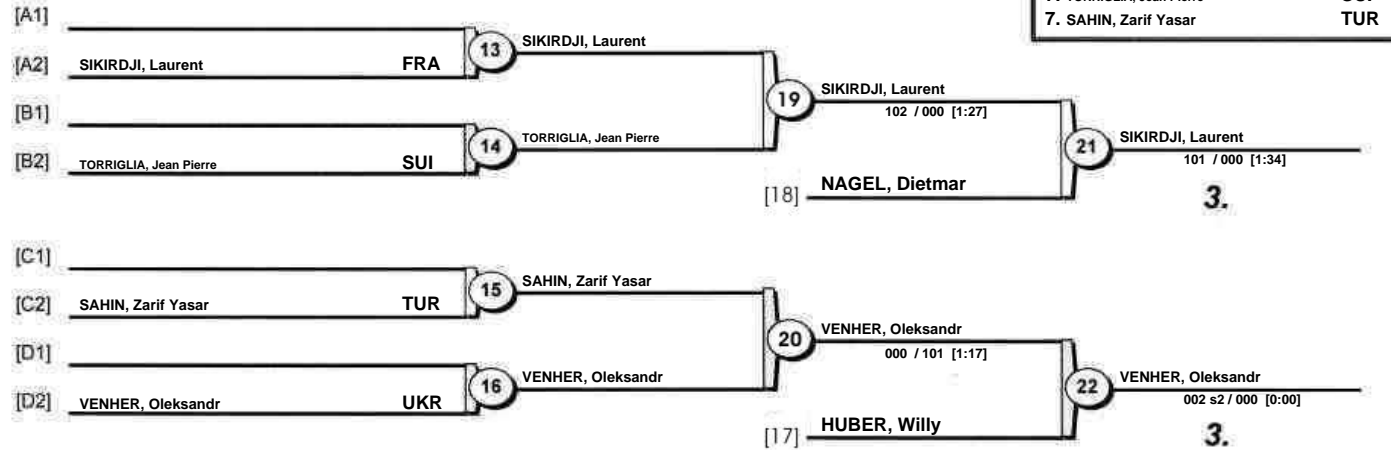 7. SAHIN, Zarif Yasar TUR
[A1]
13 SIKIRDJI, Laurent
[A2] SIKIRDJI, Laurent FRA
19 SIKIRDJI, Laurent
102 / 000 [1:27]
[B1]
14 TORRIGLIA, Jean Pierre
[B2] TORRIGLIA, Jean Pierre SUI
21 SIKIRDJI, Laurent
101 / 000 [1:34]
[18] NAGEL, Dietmar
3.
[C1]
15 SAHIN, Zarif Yasar
[C2] SAHIN, Zarif Yasar TUR
20 VENHER, Oleksandr
000 / 101 [1:17]
[D1]
16 VENHER, Oleksandr
[D2] VENHER, Oleksandr UKR
22 VENHER, Oleksandr
002 s2 / 000 [0:00]
[17] HUBER, Willy
3.